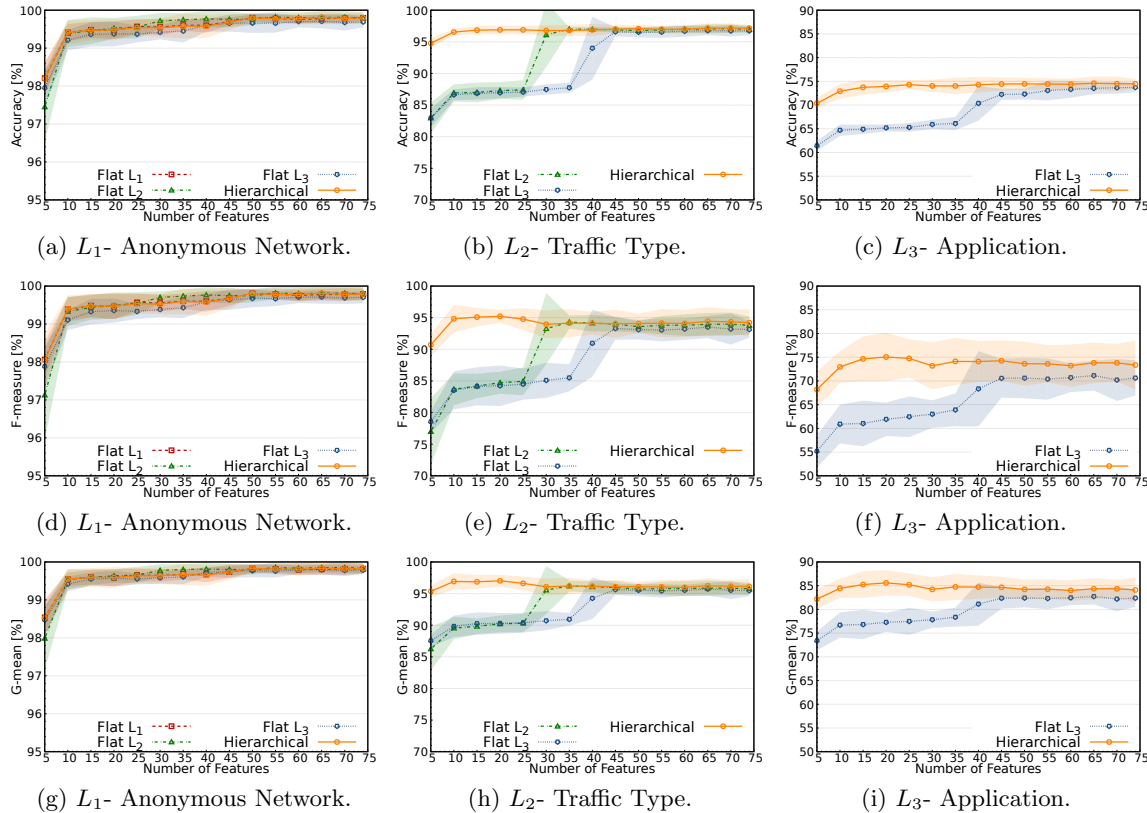 100
99
98
97
96
95
Accuracy [%]
5 10 15 20 25 30 35 40 45 50 55 60 65 70 75
Number of Features
Flat L1
Flat L2
Flat L3
Hierarchical
(a) L1- Anonymous Network.
100
95
90
85
80
75
70
Accuracy [%]
5 10 15 20 25 30 35 40 45 50 55 60 65 70 75
Number of Features
Flat L2
Flat L3
Hierarchical
(b) L2- Traffic Type.
90
85
80
75
70
65
60
55
50
Accuracy [%]
5 10 15 20 25 30 35 40 45 50 55 60 65 70 75
Number of Features
Flat L3
Hierarchical
(c) L3- Application.
100
99
98
97
96
95
F-measure [%]
5 10 15 20 25 30 35 40 45 50 55 60 65 70 75
Number of Features
Flat L1
Flat L2
Flat L3
Hierarchical
(d) L1- Anonymous Network.
100
95
90
85
80
75
70
F-measure [%]
5 10 15 20 25 30 35 40 45 50 55 60 65 70 75
Number of Features
Flat L2
Flat L3
Hierarchical
(e) L2- Traffic Type.
90
85
80
75
70
65
60
55
50
F-measure [%]
5 10 15 20 25 30 35 40 45 50 55 60 65 70 75
Number of Features
Flat L3
Hierarchical
(f) L3- Application.
100
99
98
97
96
95
G-mean [%]
5 10 15 20 25 30 35 40 45 50 55 60 65 70 75
Number of Features
Flat L1
Flat L2
Flat L3
Hierarchical
(g) L1- Anonymous Network.
100
95
90
85
80
75
70
G-mean [%]
5 10 15 20 25 30 35 40 45 50 55 60 65 70 75
Number of Features
Flat L2
Flat L3
Hierarchical
(h) L2- Traffic Type.
90
85
80
75
70
65
60
55
50
G-mean [%]
5 10 15 20 25 30 35 40 45 50 55 60 65 70 75
Number of Features
Flat L3
Hierarchical
(i) L3- Application.